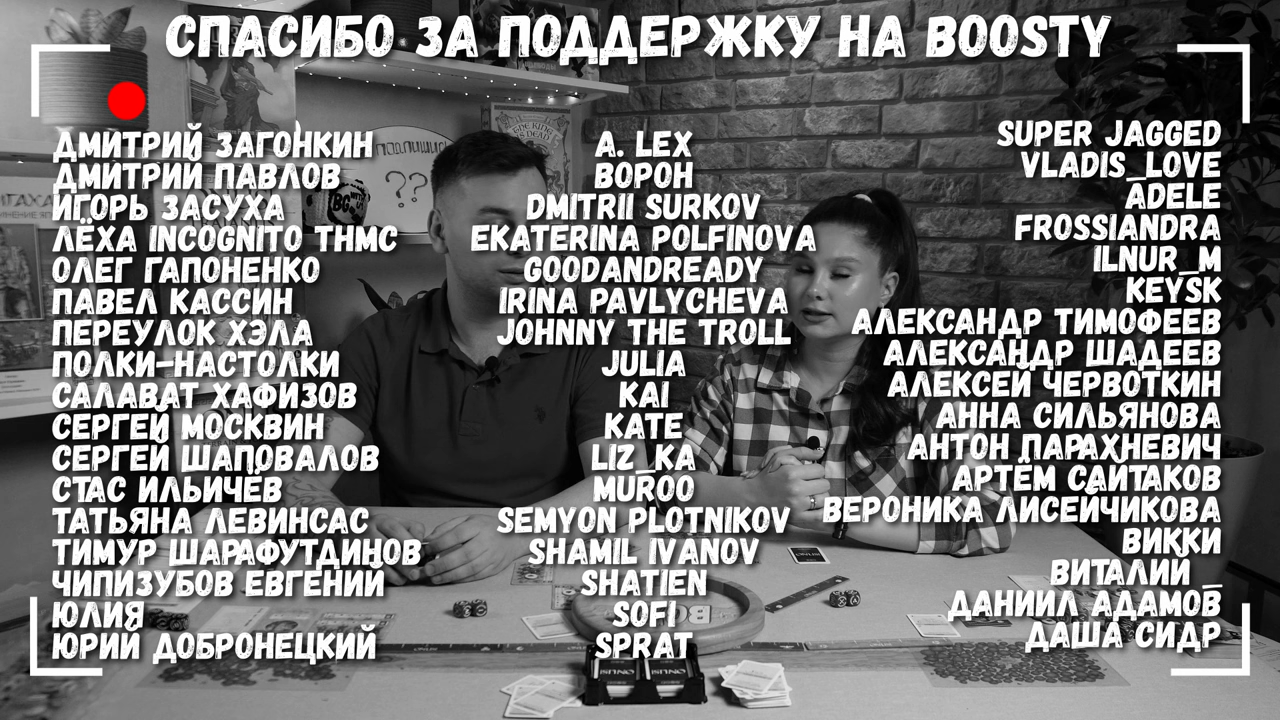 СПАСИБО ЗА ПОДДЕРЖКУ НА BOOSTY
ДМИТРИЙ ЗАГОНКИН
ДМИТРИЙ ПАВЛОВ
ИГОРЬ ЗАСУХА
ЛЁХА INCOGNITO ТНМС
ОЛЕГ ГАПОНЕНКО
ПАВЕЛ КАССИН
ПЕРЕУЛОК ХЭЛА
ПОЛКИ-НАСТОЛКИ
САЛАВАТ ХАФИЗОВ
СЕРГЕЙ МОСКВИН
СЕРГЕЙ ШАПОВАЛОВ
СТАС ИЛЬИЧЁВ
ТАТЬЯНА ЛЕВИНСАС
ТИМУР ШАРАФУТДИНОВ
ЧИПИЗУБОВ ЕВГЕНИЙ
ЮЛИЯ
ЮРИЙ ДОБРОНЕЦКИЙ
A. LEX
ВОРОН
DMITRII SURKOV
EKATERINA POLFINOVA
GOODANDREADY
IRINA PAVLYCHEVA
JOHNNY THE TROLL
JULIA
KAI
KATE
LIZ_KA
MUROO
SEMYON PLOTNIKOV
SHAMIL IVANOV
SHATIEN
SOFI
SPRAT
SUPER JAGGED
VLADIS_LOVE
ADELE
FROSSIANDRA
ILNUR_M
KEYSK
АЛЕКСАНДР ТИМОФЕЕВ
АЛЕКСАНДР ШАДЕЕВ
АЛЕКСЕЙ ЧЕРВОТКИН
АННА СИЛЬЯНОВА
АНТОН ПАРАХНЕВИЧ
АРТЁМ САЙТАКОВ
ВЕРОНИКА ЛИСЕЙЧИКОВА
ВИККИ
ВИТАЛИЙ _
ДАНИИЛ АДАМОВ
ДАША СИДР
??
BG